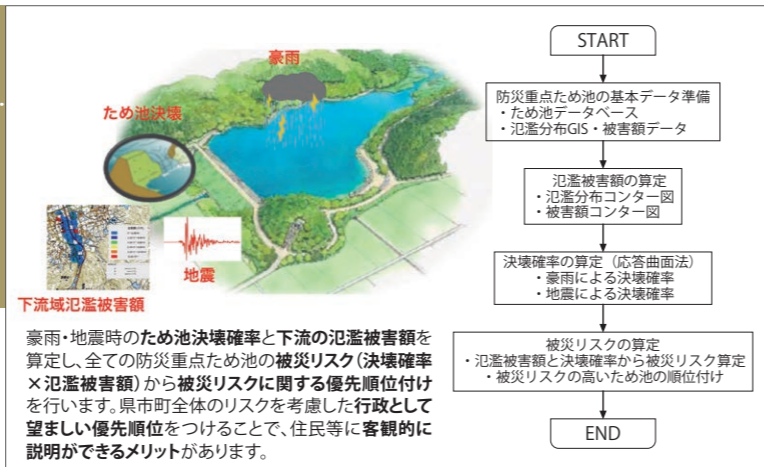 豪雨
ため池決壊
地震
下流域氾濫被害額
豪雨・地震時のため池決壊確率と下流の氾濫被害額を
算定し、全ての防災重点ため池の被災リスク（決壊確率
×氾濫被害額）から被災リスクに関する優先順位付け
を行います。県市町全体のリスクを考慮した行政として
望ましい優先順位をつけることで、住民等に客観的に
説明ができるメリットがあります。
START
防災重点ため池の基本データ準備
・ため池データベース
・氾濫分布GIS・被害額データ
氾濫被害額の算定
・氾濫分布コンター図
・被害額コンター図
決壊確率の算定（応答曲面法）
・豪雨による決壊確率
・地震による決壊確率
被災リスクの算定
・氾濫被害額と決壊確率から被災リスク算定
・被災リスクの高いため池の順位付け
END